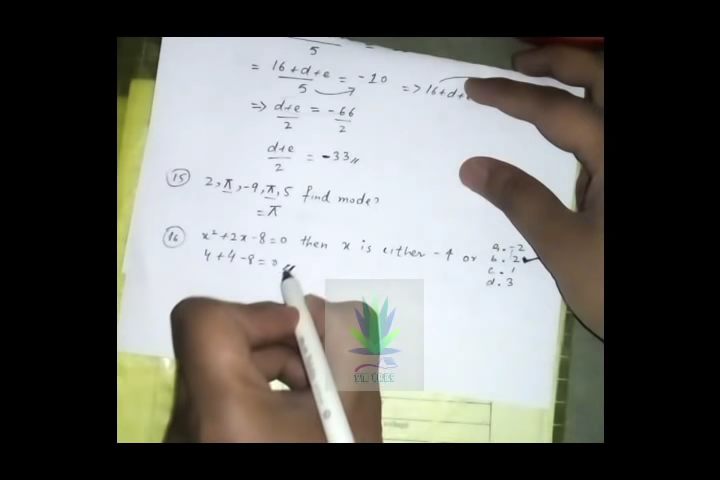 5 =
= 16+d+e/5 = -10 => 16+d+
=> d+e/2 = -66/2
d+e/2 = -33//
15 2, π, -9, π, 5 find mode?
= π
16 x² + 2x - 8 = 0 then x is either -4 or
a. -2
b. 2 ✓
c. 1
d. 3
4 + 4 - 8 = 0 //